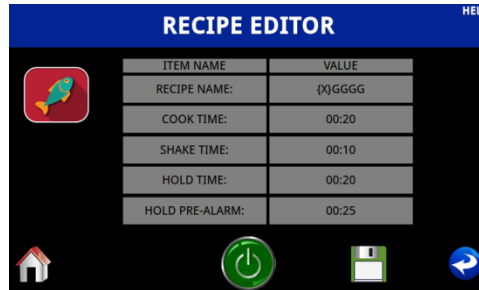 HEL
RECIPE EDITOR
ITEM NAME VALUE
RECIPE NAME: {X}GGGG
COOK TIME: 00:20
SHAKE TIME: 00:10
HOLD TIME: 00:20
HOLD PRE-ALARM: 00:25